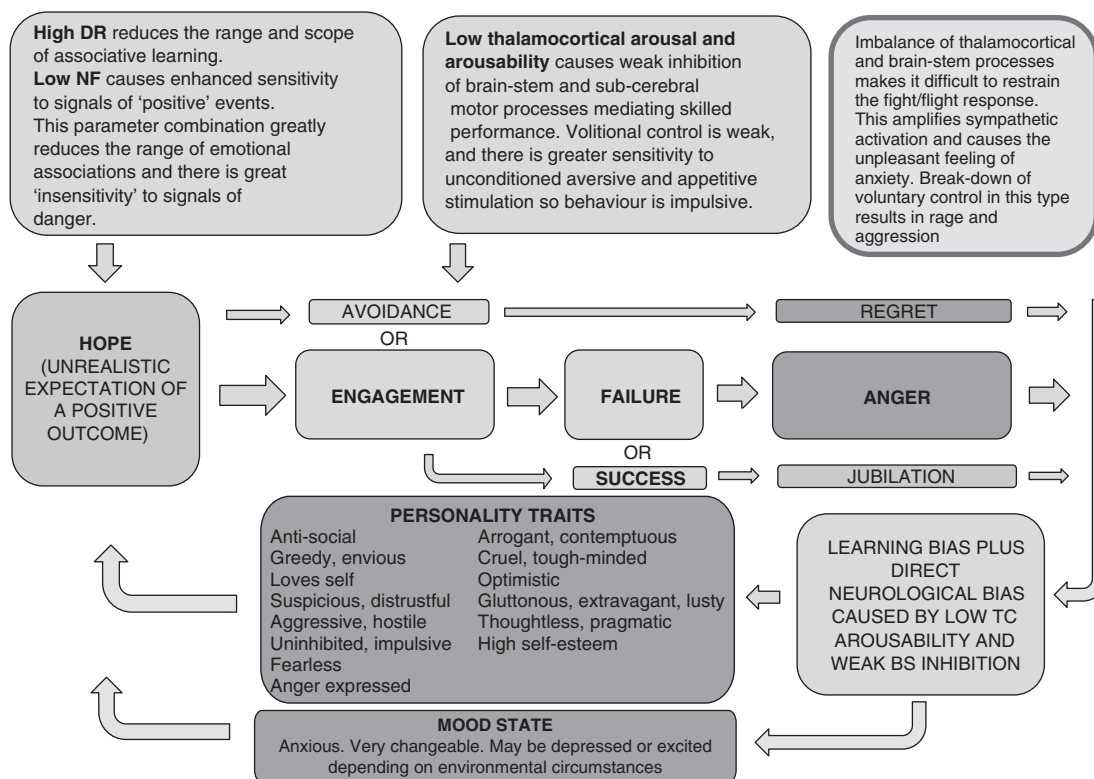 High DR reduces the range and scope
of associative learning.
Low NF causes enhanced sensitivity
to signals of ‘positive’ events.
This parameter combination greatly
reduces the range of emotional
associations and there is great
‘insensitivity’ to signals of
danger.
Low thalamocortical arousal and
arousability causes weak inhibition
of brain-stem and sub-cerebral
motor processes mediating skilled
performance. Volitional control is weak,
and there is greater sensitivity to
unconditioned aversive and appetitive
stimulation so behaviour is impulsive.
Imbalance of thalamocortical
and brain-stem processes
makes it difficult to restrain
the fight/flight response.
This amplifies sympathetic
activation and causes the
unpleasant feeling of
anxiety. Break-down of
voluntary control in this type
results in rage and
aggression
HOPE
(UNREALISTIC
EXPECTATION OF
A POSITIVE
OUTCOME)
AVOIDANCE
OR
ENGAGEMENT
FAILURE
OR
SUCCESS
REGRET
ANGER
JUBILATION
PERSONALITY TRAITS
Anti-social
Greedy, envious
Loves self
Suspicious, distrustful
Aggressive, hostile
Uninhibited, impulsive
Fearless
Anger expressed
Arrogant, contemptuous
Cruel, tough-minded
Optimistic
Gluttonous, extravagant, lusty
Thoughtless, pragmatic
High self-esteem
LEARNING BIAS PLUS
DIRECT
NEUROLOGICAL BIAS
CAUSED BY LOW TC
AROUSABILITY AND
WEAK BS INHIBITION
MOOD STATE
Anxious. Very changeable. May be depressed or excited
depending on environmental circumstances